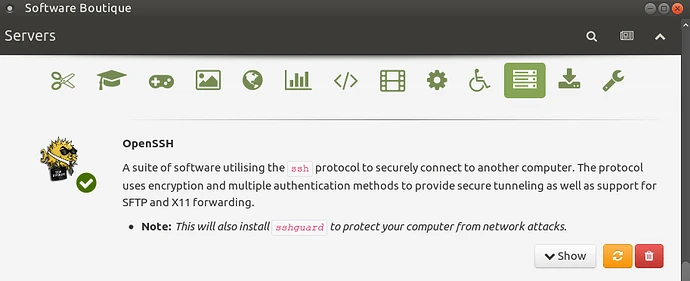 Software Boutique
Servers
OpenSSH
A suite of software utilising the ssh protocol to securely connect to another computer. The protocol
uses encryption and multiple authentication methods to provide secure tunneling as well as support for
SFTP and X11 forwarding.
• Note: This will also install sshguard to protect your computer from network attacks.
Show